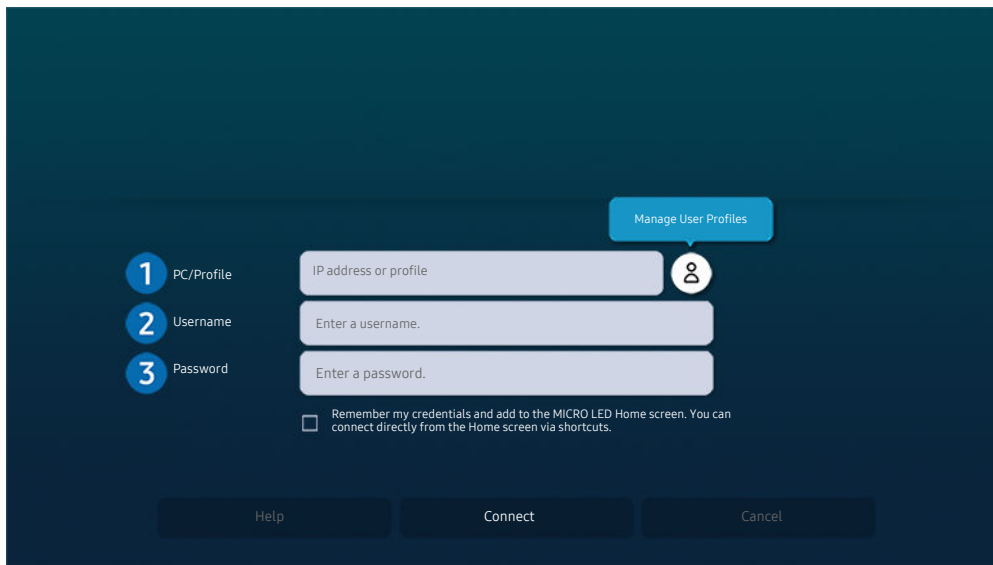 Manage User Profiles
1 PC/Profile IP address or profile
2 Username Enter a username.
3 Password Enter a password.
Remember my credentials and add to the MICRO LED Home screen. You can
connect directly from the Home screen via shortcuts.
Help Connect Cancel